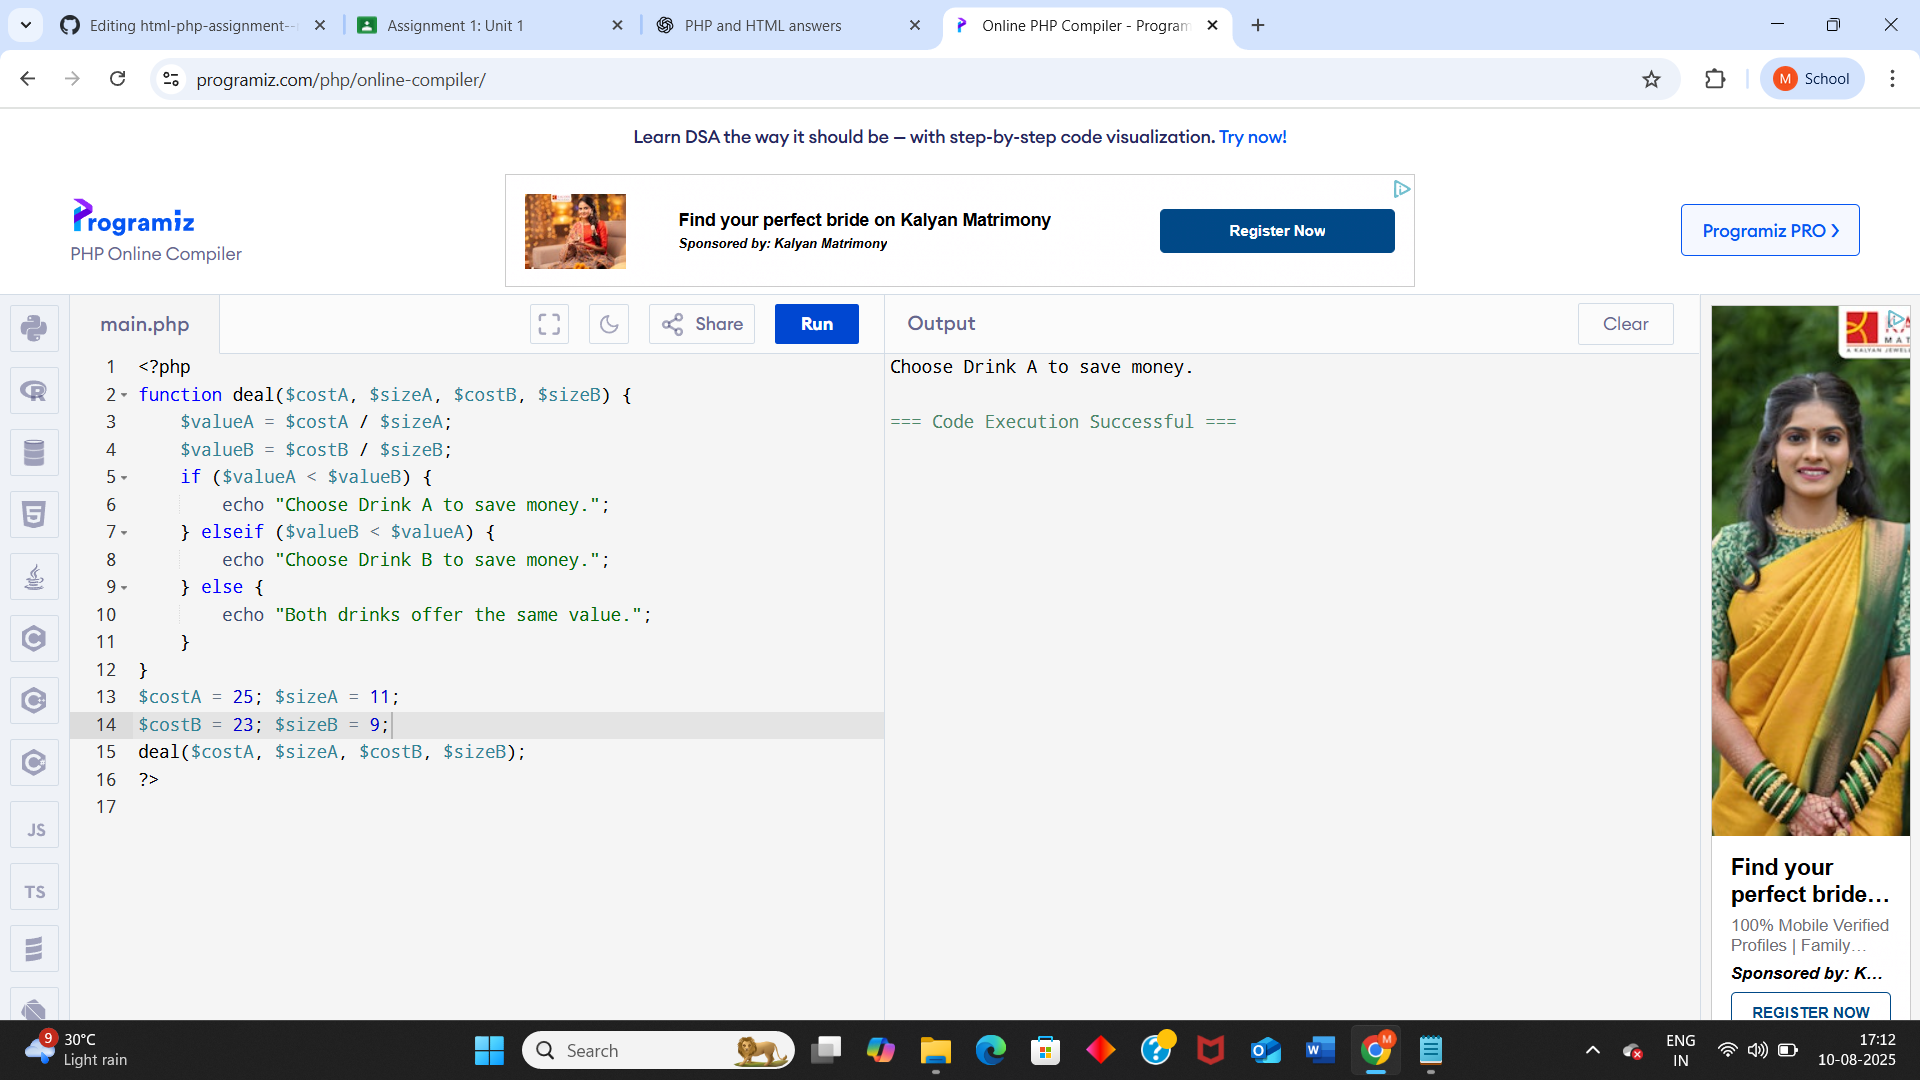 Editing html-php-assignment--
Assignment 1: Unit 1
PHP and HTML answers
Online PHP Compiler - Program
programiz.com/php/online-compiler/
M School
Learn DSA the way it should be — with step-by-step code visualization. Try now!
Programiz
PHP Online Compiler
Find your perfect bride on Kalyan Matrimony
Sponsored by: Kalyan Matrimony
Register Now
Programiz PRO >
main.php
Share
Run
Output
Clear
1 <?php
2 function deal($costA, $sizeA, $costB, $sizeB) {
3 $valueA = $costA / $sizeA;
4 $valueB = $costB / $sizeB;
5 if ($valueA < $valueB) {
6 echo "Choose Drink A to save money.";
7 } elseif ($valueB < $valueA) {
8 echo "Choose Drink B to save money.";
9 } else {
10 echo "Both drinks offer the same value.";
11 }
12 }
13 $costA = 25; $sizeA = 11;
14 $costB = 23; $sizeB = 9;
15 deal($costA, $sizeA, $costB, $sizeB);
16 ?>
17
Choose Drink A to save money.
=== Code Execution Successful ===
JS
TS
A KALYAN JEWEL
Find your
perfect bride...
100% Mobile Verified
Profiles | Family...
Sponsored by: K...
REGISTER NOW
9
30°C
Light rain
Search
M
ENG
IN
17:12
10-08-2025